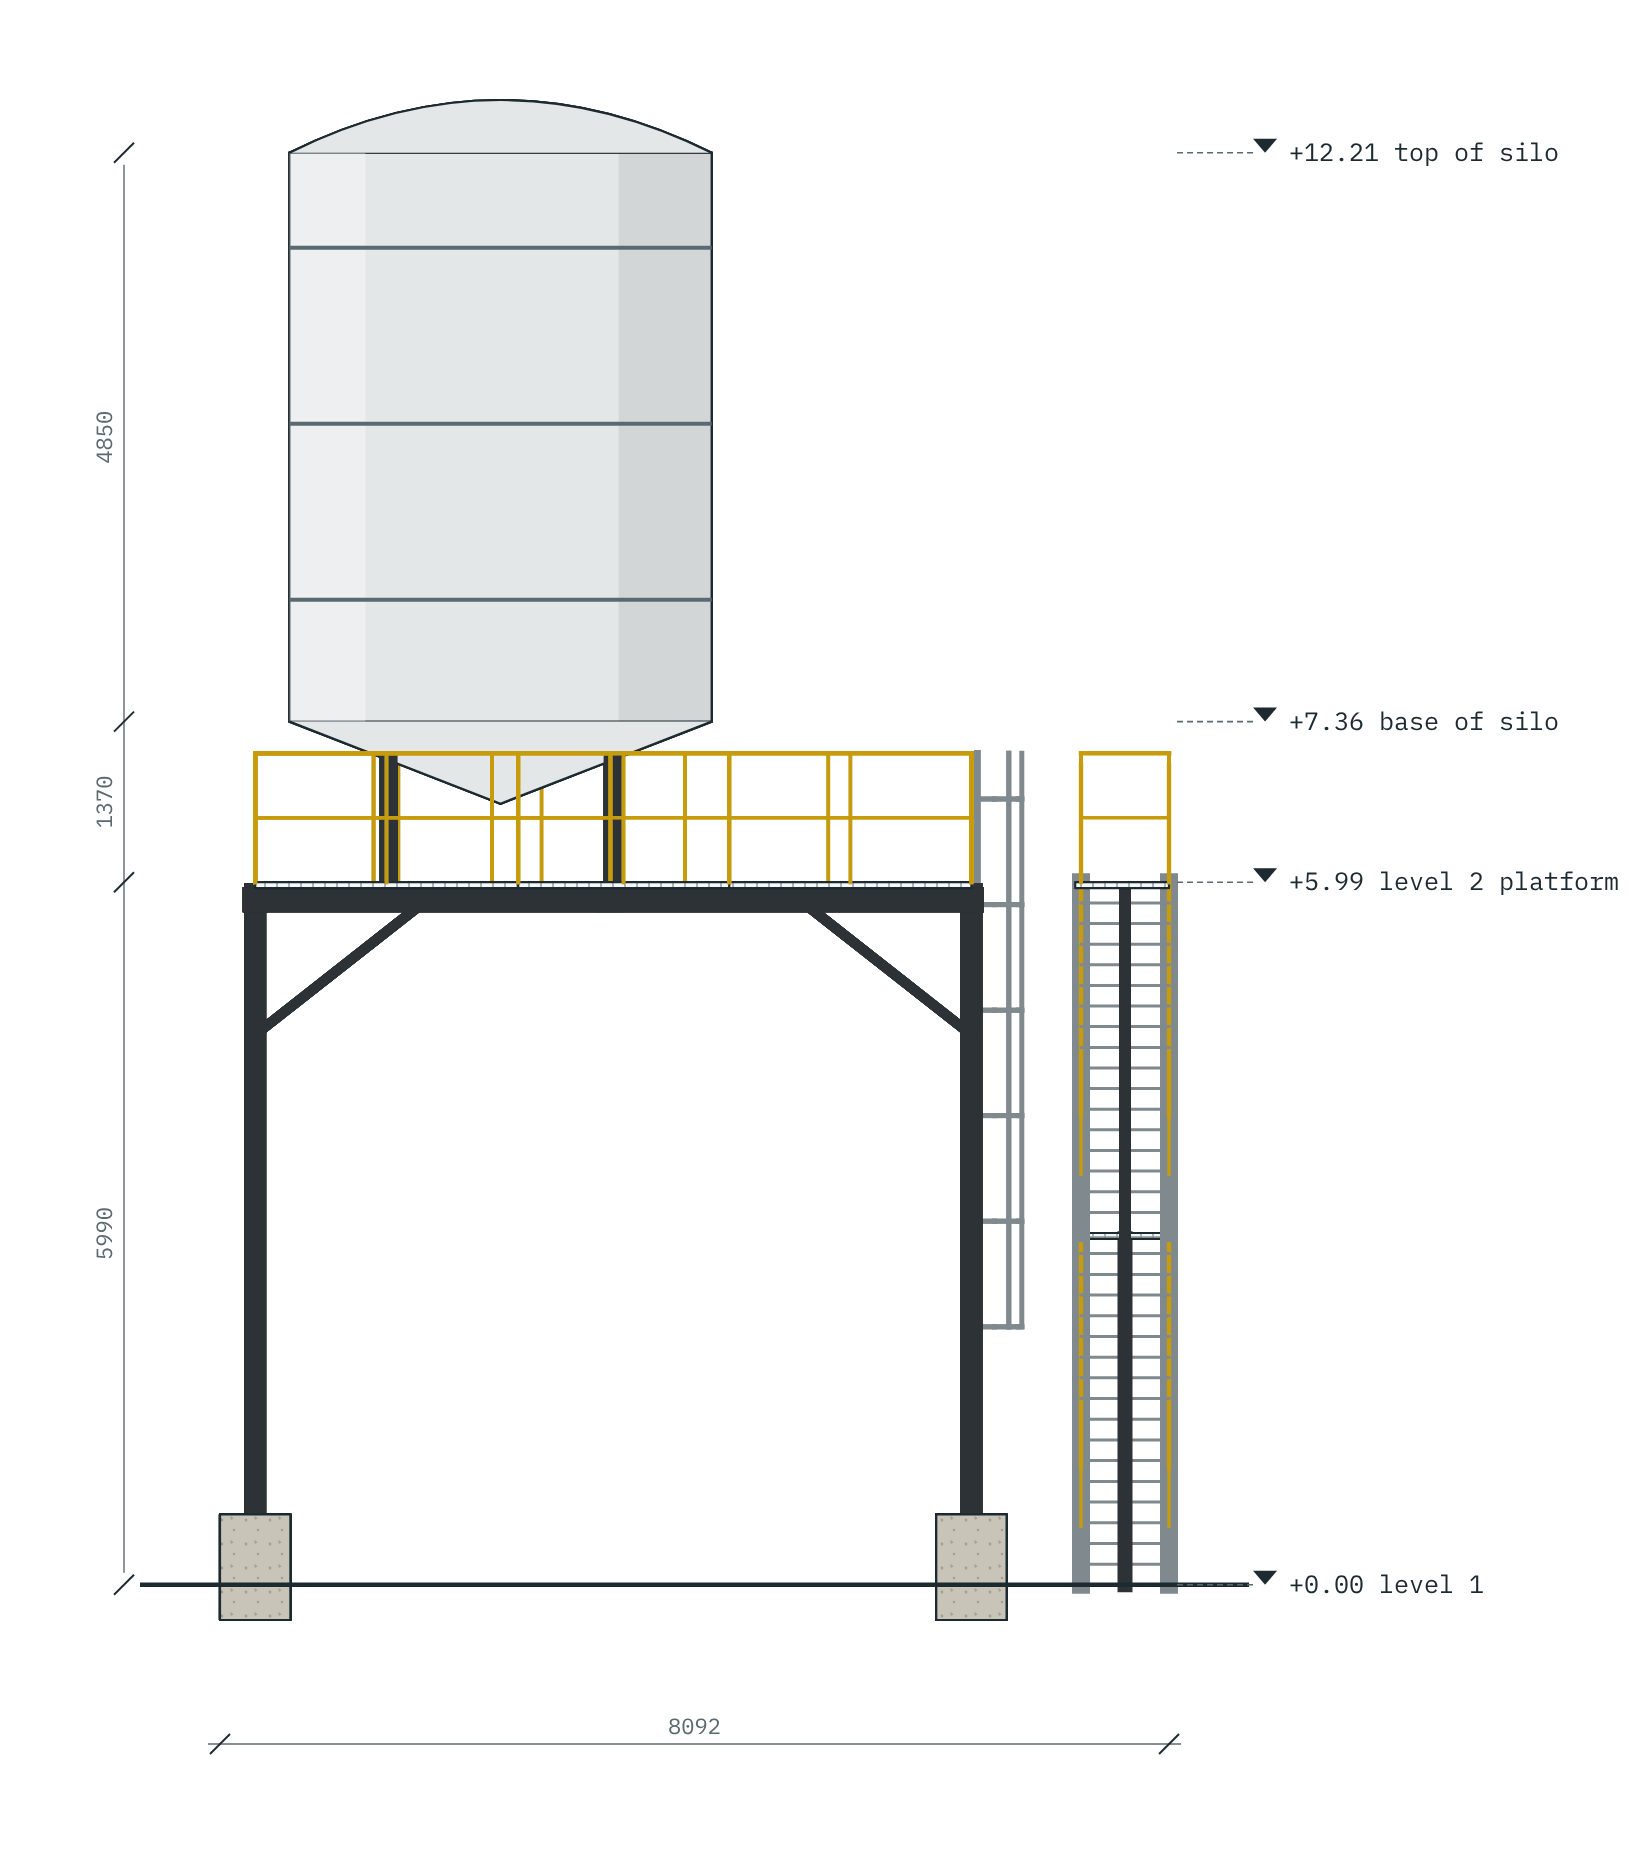 +12.21 top of silo
4850
+7.36 base of silo
1370
+5.99 level 2 platform
5990
+0.00 level 1
8092